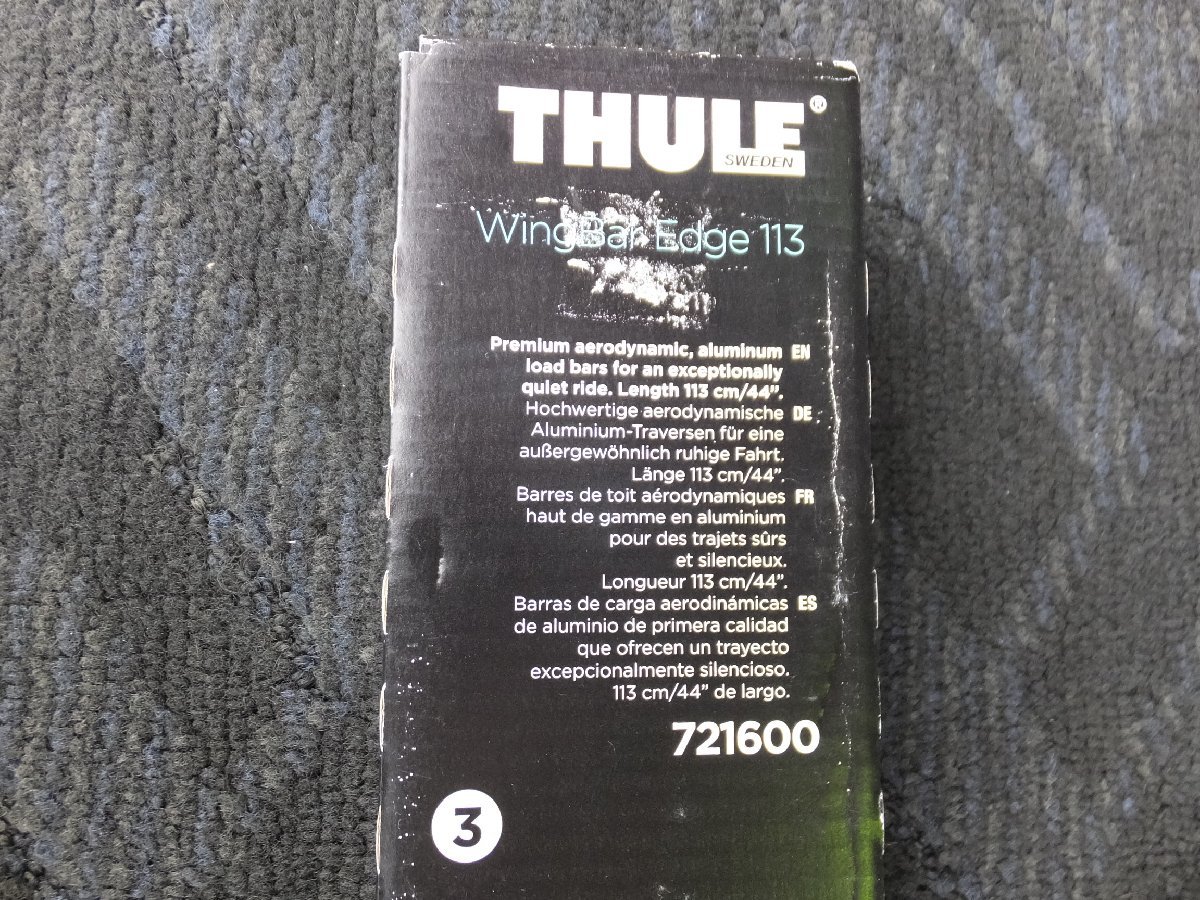 THULE®
SWEDEN
WingBar Edge 113
Premium aerodynamic, aluminum EN
load bars for an exceptionally
quiet ride. Length 113 cm/44”.
Hochwertige aerodynamische DE
Aluminium-Traversen für eine
außergewöhnlich ruhige Fahrt.
Länge 113 cm/44”.
Barres de toit aérodynamiques FR
haut de gamme en aluminium
pour des trajets sûrs
et silencieux.
Longueur 113 cm/44”.
Barras de carga aerodinámicas ES
de aluminio de primera calidad
que ofrecen un trayecto
excepcionalmente silencioso.
113 cm/44” de largo.
721600
3